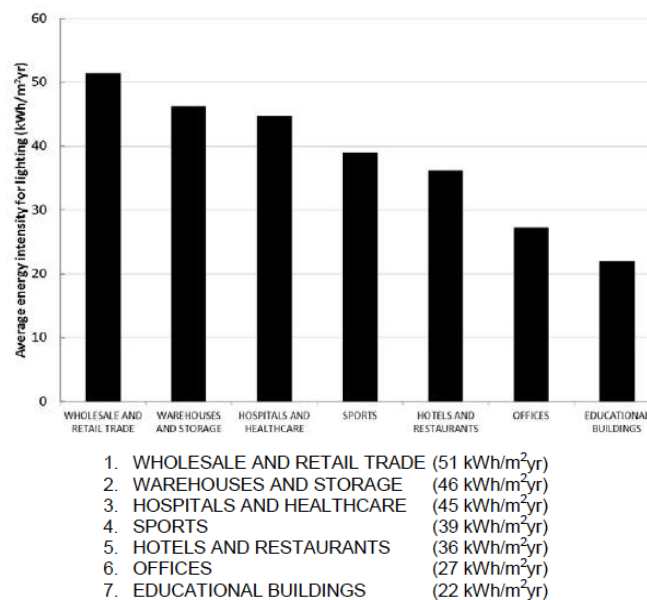 60
50
40
30
20
10
0
Average energy intensity for lighting (kWh/m²yr)
WHOLESALE AND
RETAIL TRADE
WAREHOUSES
AND STORAGE
HOSPITALS AND
HEALTHCARE
SPORTS
HOTELS AND
RESTAURANTS
OFFICES
EDUCATIONAL
BUILDINGS
1. WHOLESALE AND RETAIL TRADE (51 kWh/m²yr)
2. WAREHOUSES AND STORAGE (46 kWh/m²yr)
3. HOSPITALS AND HEALTHCARE (45 kWh/m²yr)
4. SPORTS (39 kWh/m²yr)
5. HOTELS AND RESTAURANTS (36 kWh/m²yr)
6. OFFICES (27 kWh/m²yr)
7. EDUCATIONAL BUILDINGS (22 kWh/m²yr)